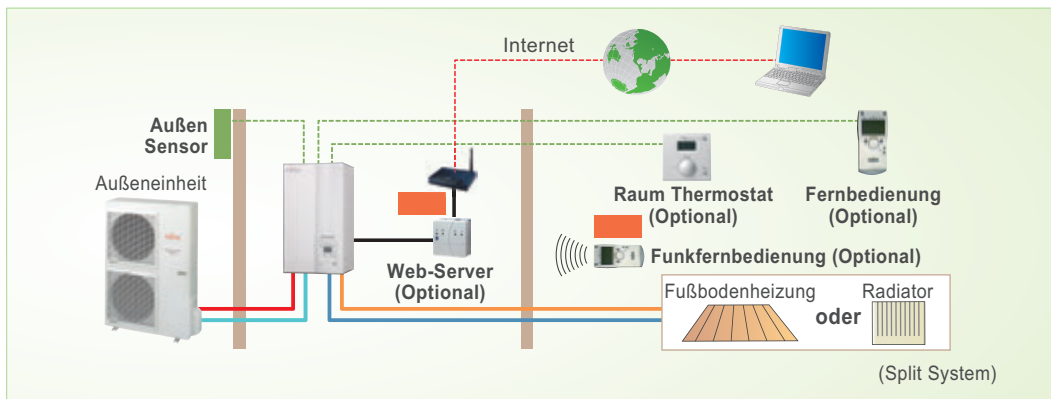 Internet
Außen
Sensor
Außeneinheit
Raum Thermostat
(Optional)
Fernbedienung
(Optional)
Web-Server
(Optional)
Funkfernbedienung (Optional)
Fußbodenheizung
oder
Radiator
(Split System)